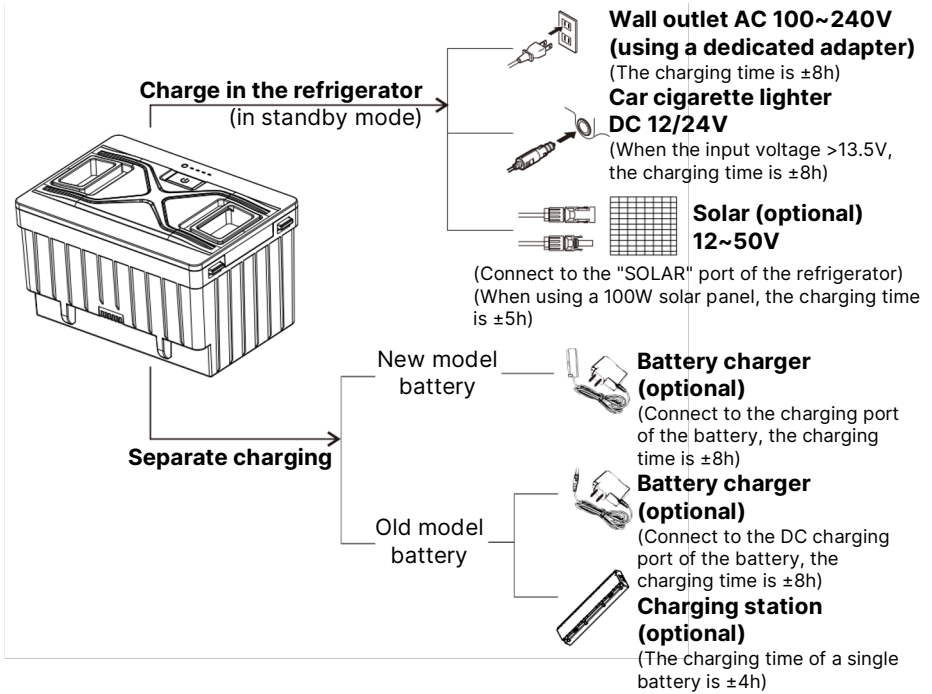 Wall outlet AC 100~240V
(using a dedicated adapter)
(The charging time is ±8h)
Charge in the refrigerator
(in standby mode)
Car cigarette lighter
DC 12/24V
(When the input voltage >13.5V,
the charging time is ±8h)
Solar (optional)
12~50V
(Connect to the "SOLAR" port of the refrigerator)
(When using a 100W solar panel, the charging time
is ±5h)
New model
battery
Battery charger
(optional)
(Connect to the charging port
of the battery, the charging
time is ±8h)
Separate charging
Old model
battery
Battery charger
(optional)
(Connect to the DC charging
port of the battery, the
charging time is ±8h)
Charging station
(optional)
(The charging time of a single
battery is ±4h)